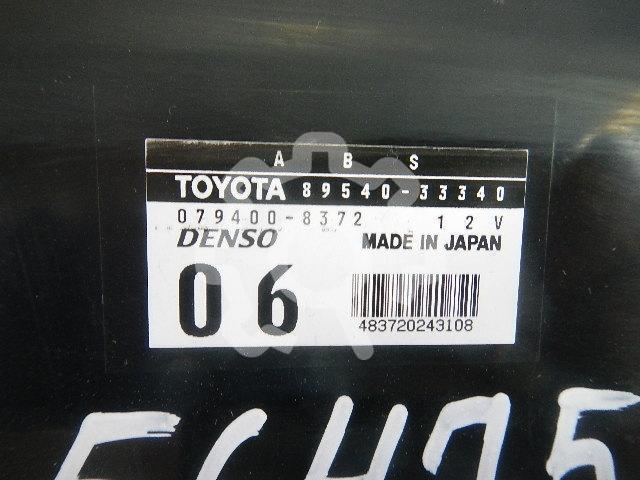 A B S
TOYOTA 89540-33340
079400-8372 12V
DENSO MADE IN JAPAN
06
483720243108